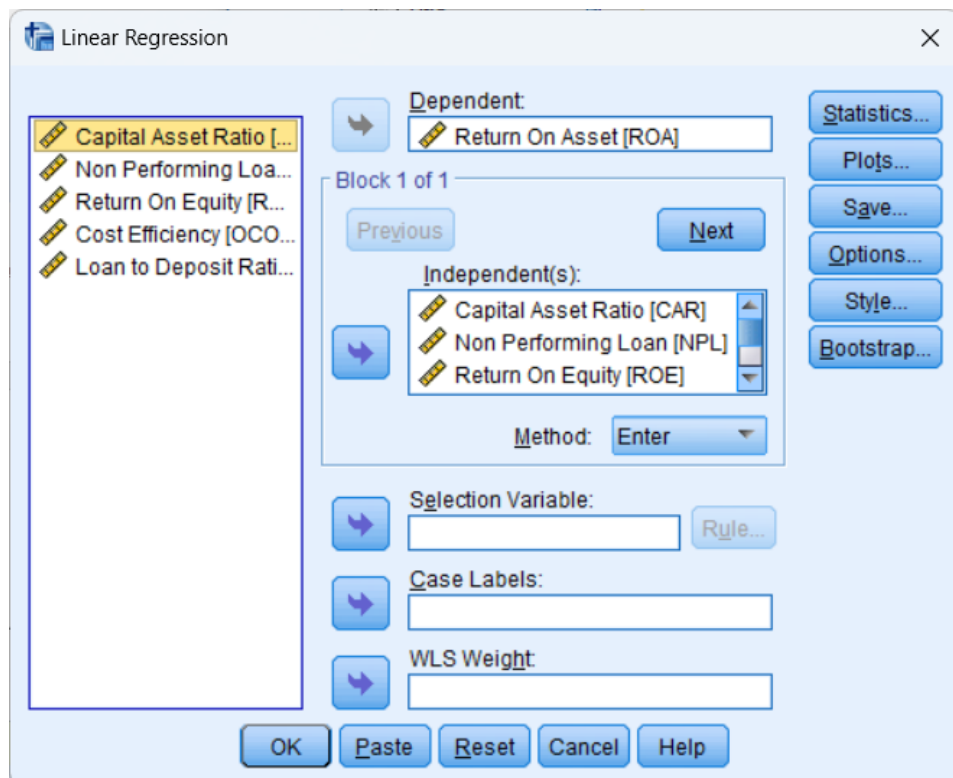 Linear Regression
Capital Asset Ratio [...
Non Performing Loa...
Return On Equity [R...
Cost Efficiency [OCO...
Loan to Deposit Rati...
Dependent:
Return On Asset [ROA]
Block 1 of 1
Previous
Next
Independent(s):
Capital Asset Ratio [CAR]
Non Performing Loan [NPL]
Return On Equity [ROE]
Method: Enter
Selection Variable:
Rule...
Case Labels:
WLS Weight:
Statistics...
Plots...
Save...
Options...
Style...
Bootstrap...
OK Paste Reset Cancel Help